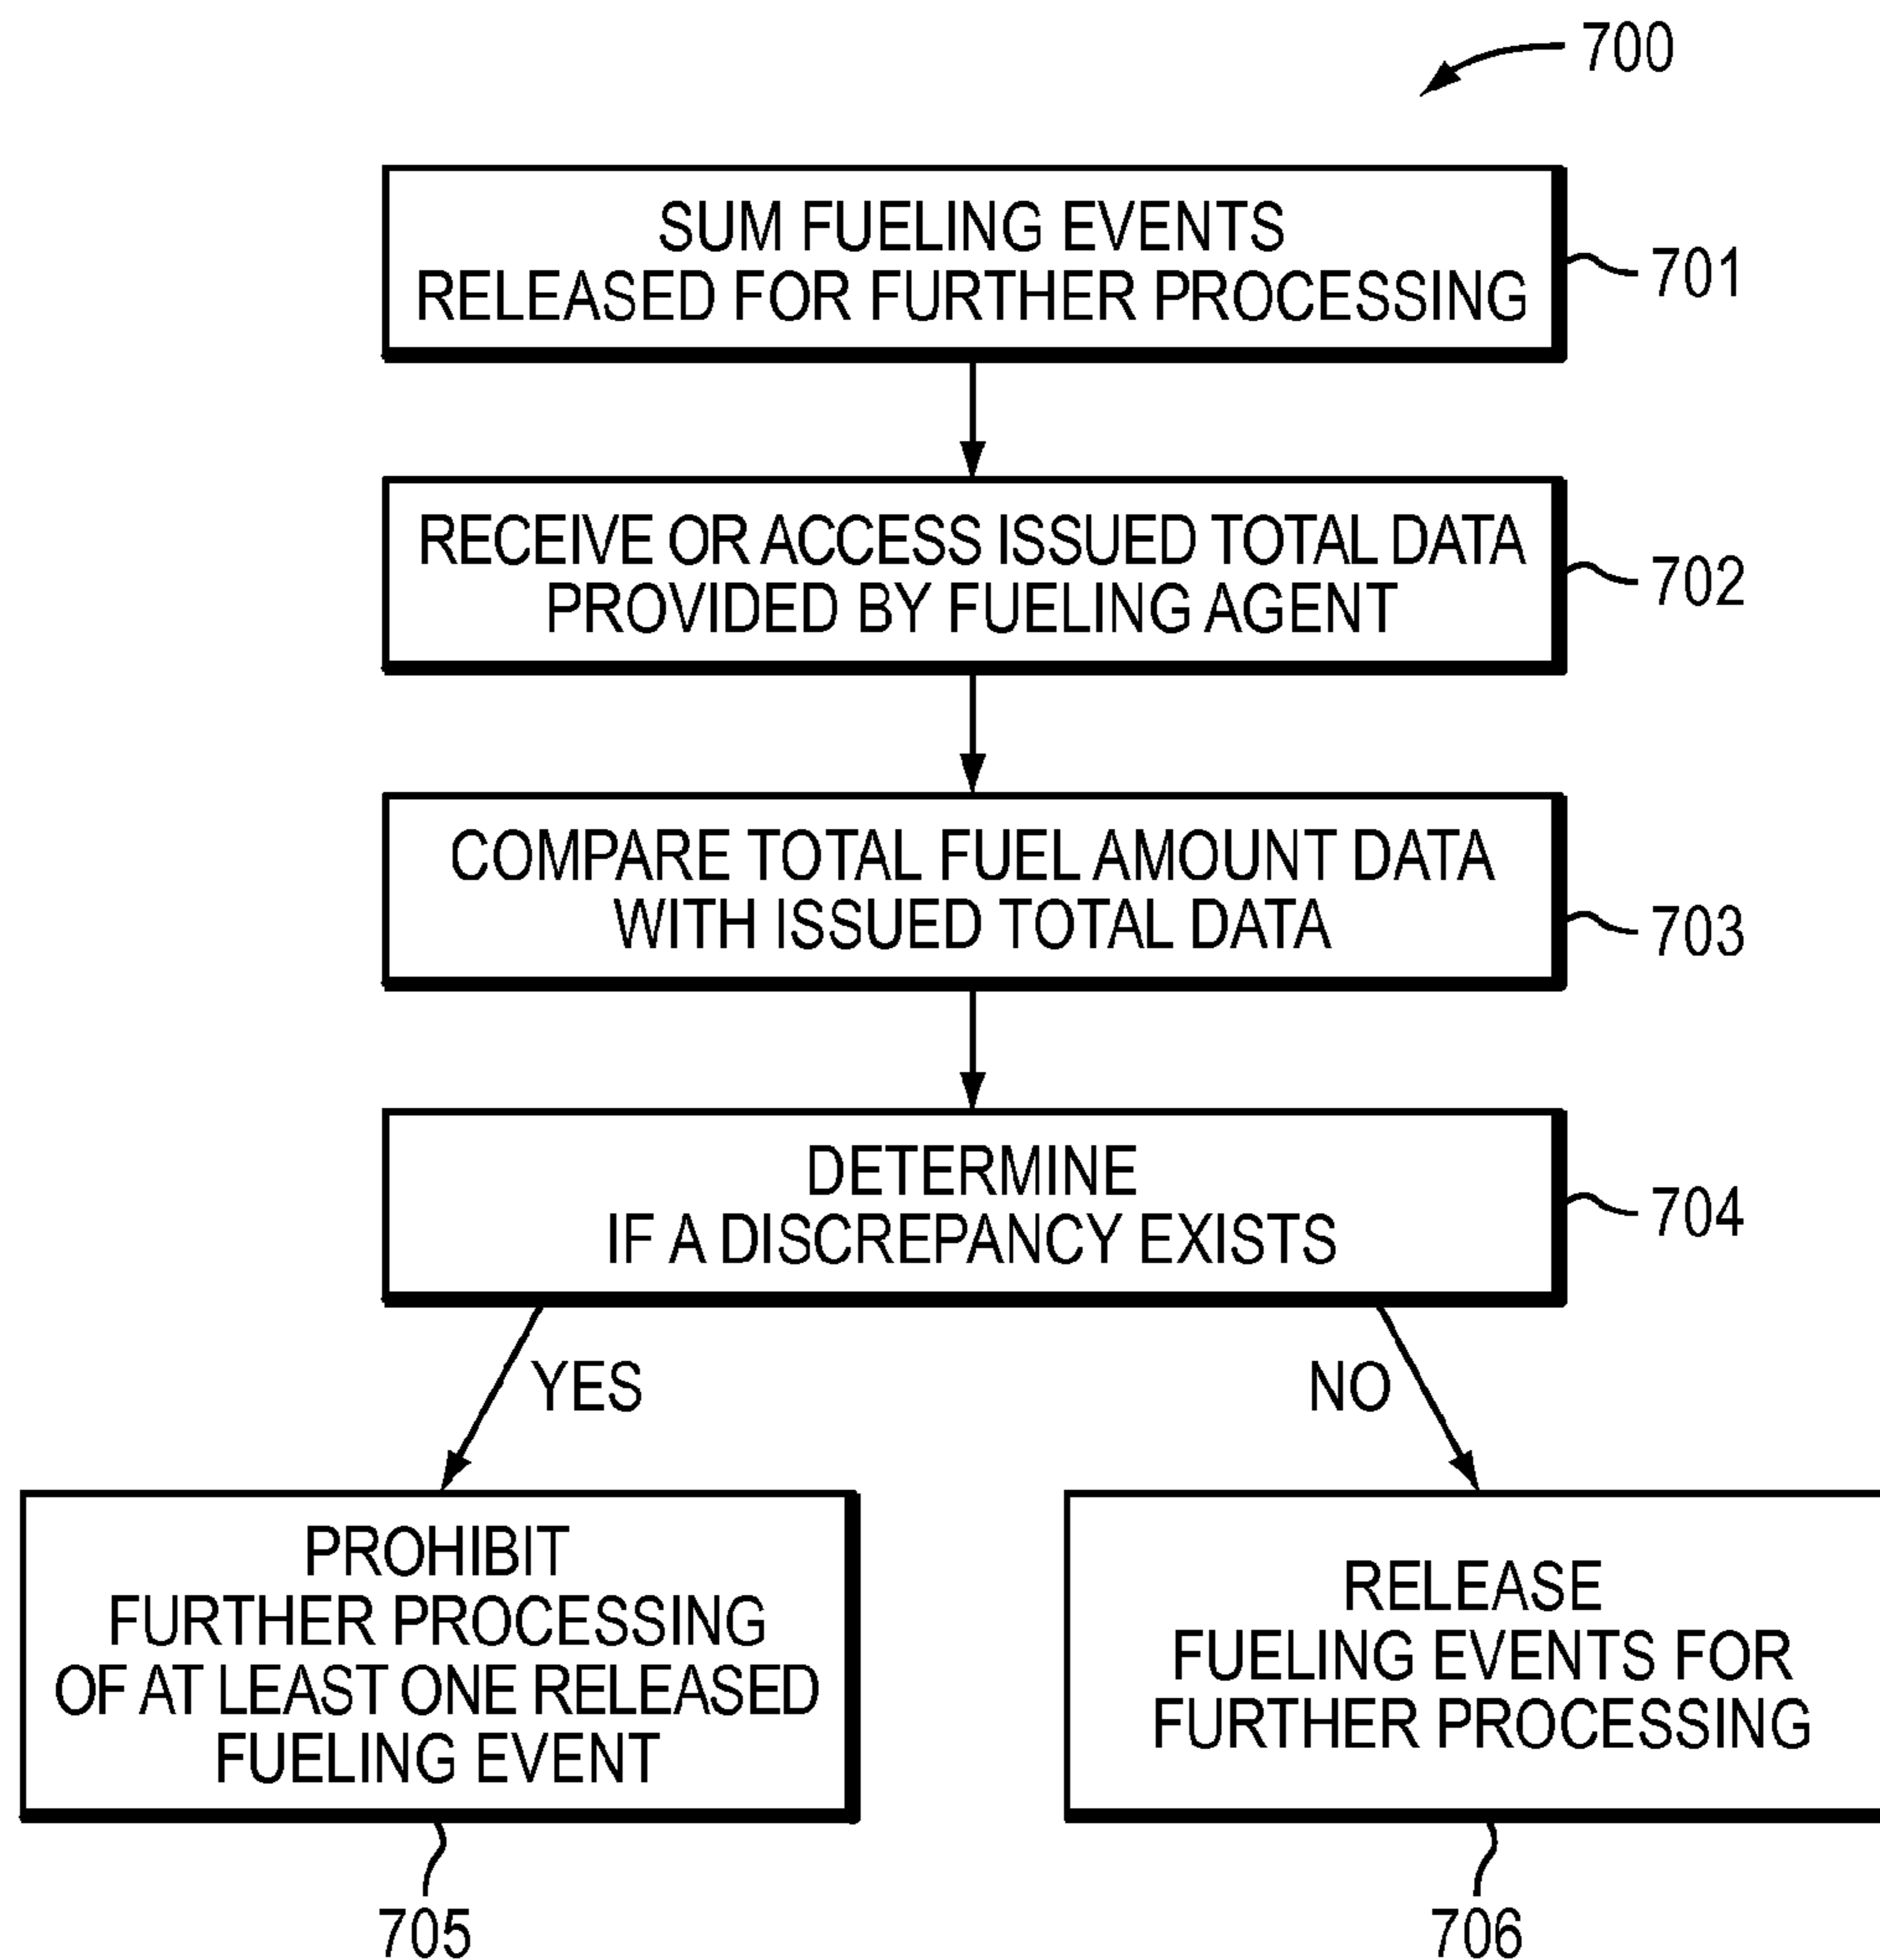 700
SUM FUELING EVENTS
RELEASED FOR FURTHER PROCESSING
701
RECEIVE OR ACCESS ISSUED TOTAL DATA
PROVIDED BY FUELING AGENT
702
COMPARE TOTAL FUEL AMOUNT DATA
WITH ISSUED TOTAL DATA
703
DETERMINE
IF A DISCREPANCY EXISTS
704
YES
NO
PROHIBIT
FURTHER PROCESSING
OF AT LEAST ONE RELEASED
FUELING EVENT
705
RELEASE
FUELING EVENTS FOR
FURTHER PROCESSING
706